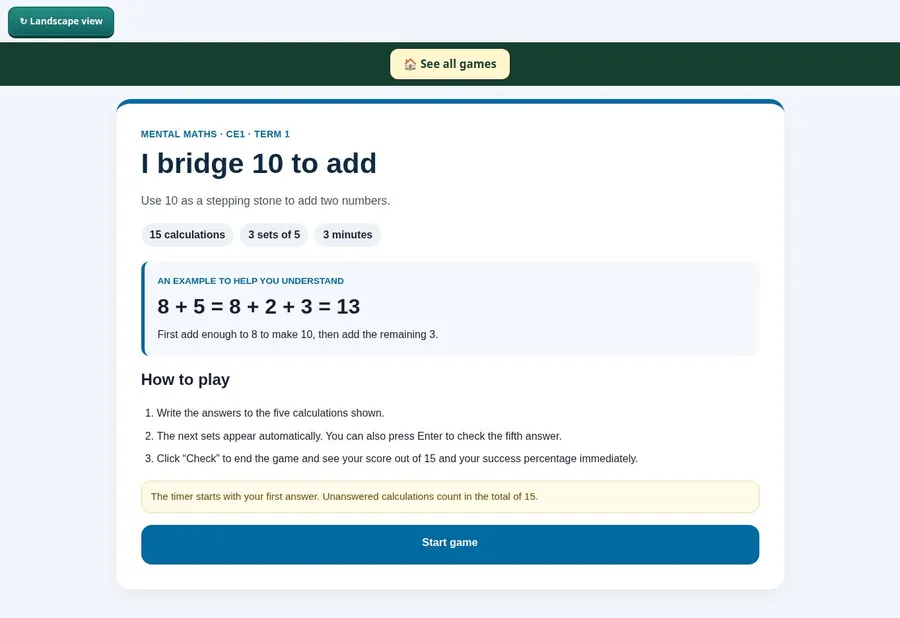 ↻ Landscape view
🏠 See all games
MENTAL MATHS · CE1 · TERM 1
I bridge 10 to add
Use 10 as a stepping stone to add two numbers.
15 calculations 3 sets of 5 3 minutes
AN EXAMPLE TO HELP YOU UNDERSTAND
8 + 5 = 8 + 2 + 3 = 13
First add enough to 8 to make 10, then add the remaining 3.
How to play
1. Write the answers to the five calculations shown.
2. The next sets appear automatically. You can also press Enter to check the fifth answer.
3. Click “Check” to end the game and see your score out of 15 and your success percentage immediately.
The timer starts with your first answer. Unanswered calculations count in the total of 15.
Start game